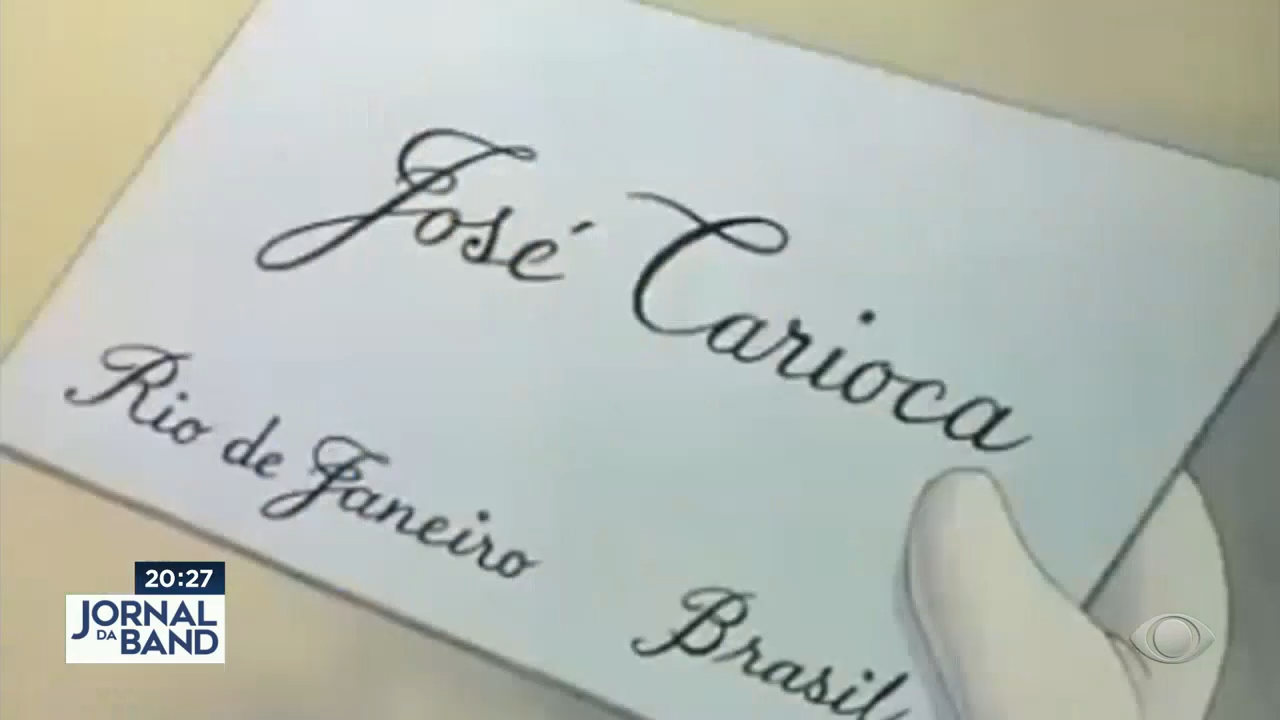 José Carioca
Rio de Janeiro
Brasil
20:27
JORNAL
DA BAND